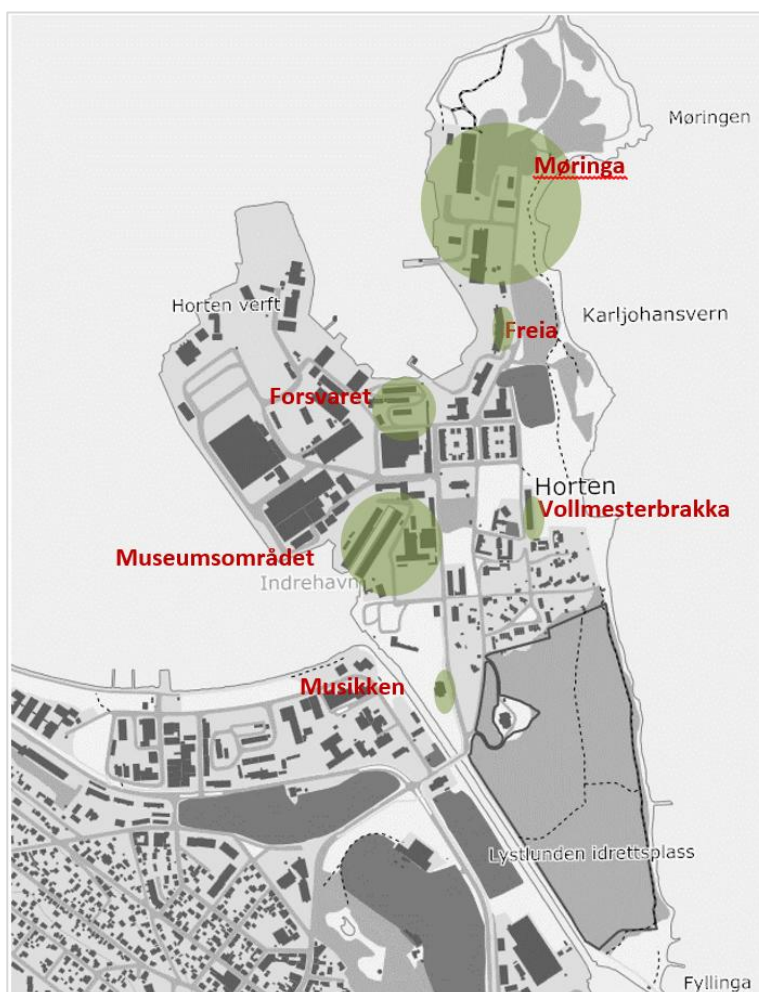 Møringen
Møringa
Horten verft
Karljohansvern
Freia
Forsvaret
Horten
Vollmesterbrakka
Museumsområdet
Indrehavn
Musikken
Lystlunden idrettsplass
Fyllinga